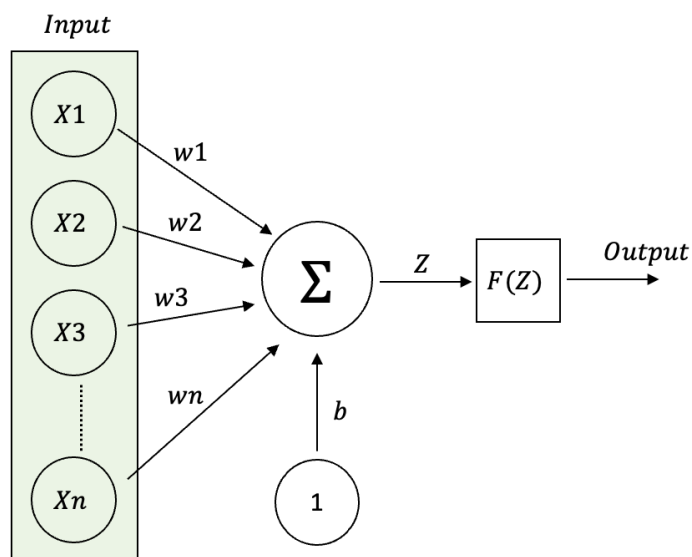 Input
X1
w1
X2
w2
X3
w3
Σ
Z
F(Z)
Output
wn
b
Xn
1